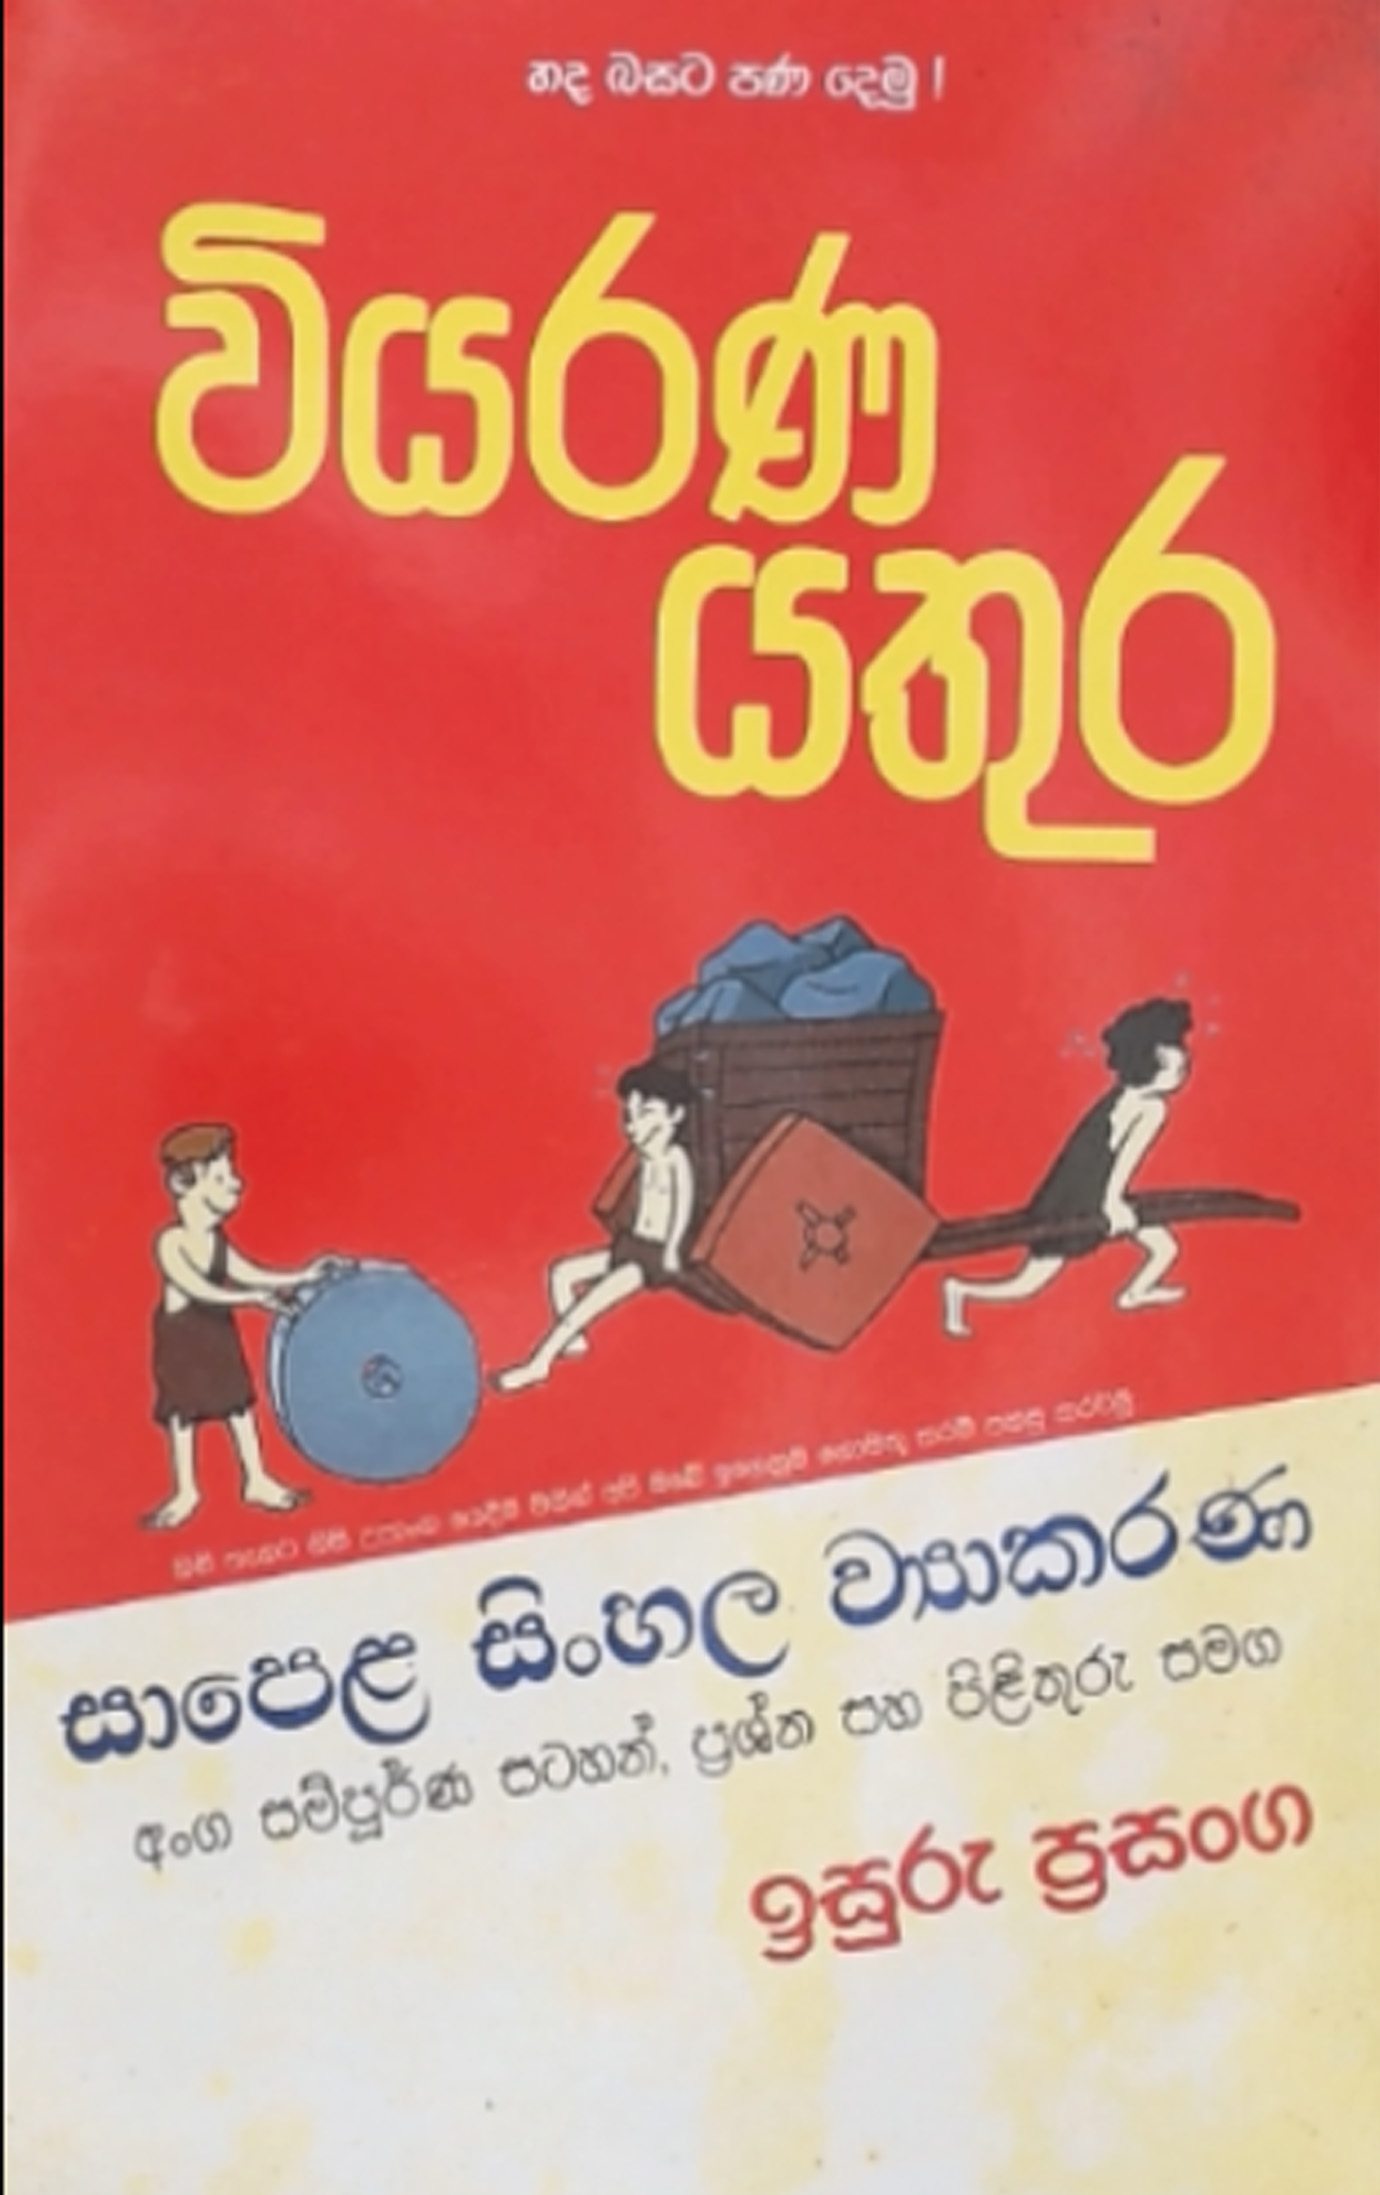 හද බසට පණ දෙමු !
වියරණ
යතුර
සාපෙළ සිංහල ව්‍යාකරණ
අංග සම්පූර්ණ සටහන්, ප්‍රශ්න සහ පිළිතුරු සමග
ඉසුරු ප්‍රසංග